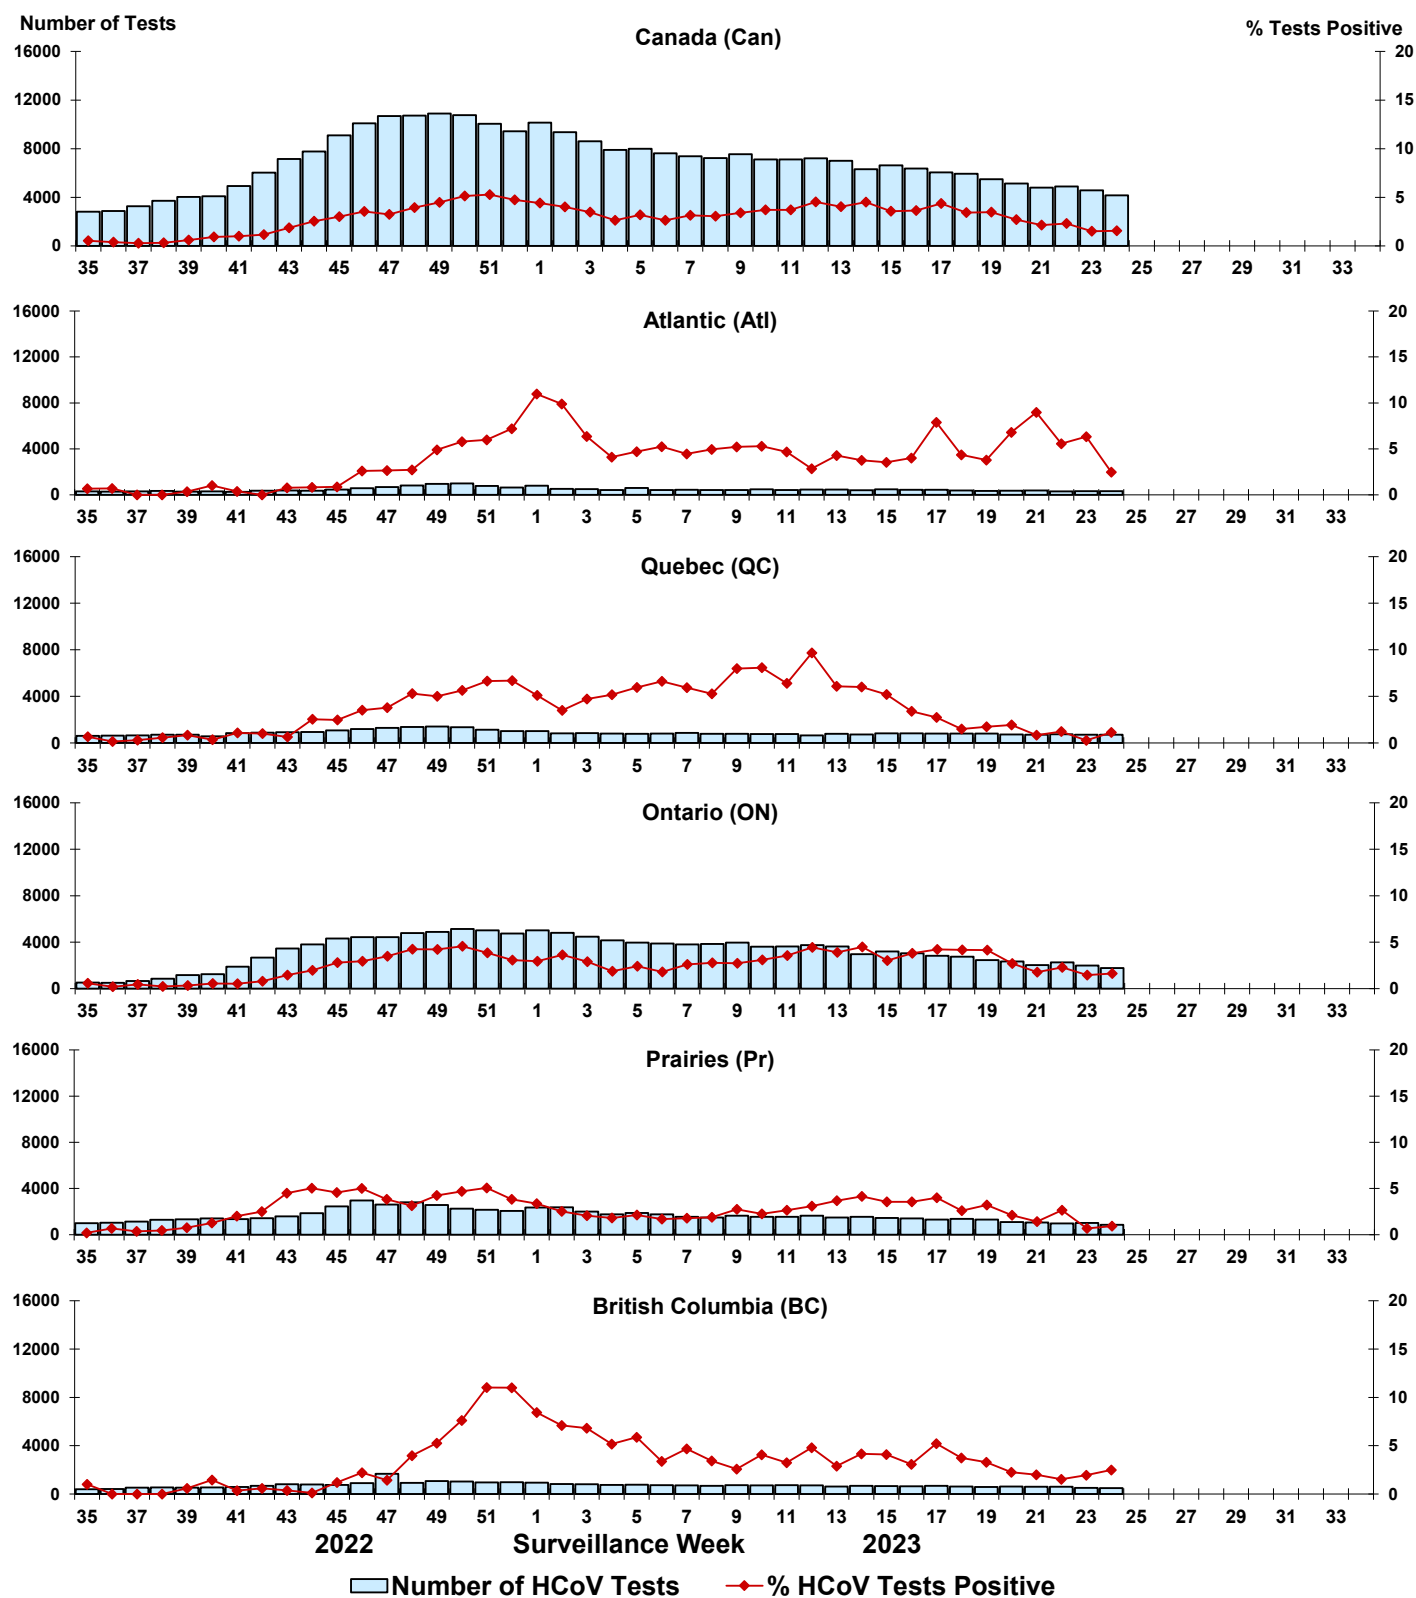 Number of Tests
Canada (Can)
% Tests Positive
16000 20
12000 15
8000 10
4000 5
0 0
35 37 39 41 43 45 47 49 51 1 3 5 7 9 11 13 15 17 19 21 23 25 27 29 31 33
Atlantic (Atl)
16000 20
12000 15
8000 10
4000 5
0 0
35 37 39 41 43 45 47 49 51 1 3 5 7 9 11 13 15 17 19 21 23 25 27 29 31 33
Quebec (QC)
16000 20
12000 15
8000 10
4000 5
0 0
35 37 39 41 43 45 47 49 51 1 3 5 7 9 11 13 15 17 19 21 23 25 27 29 31 33
Ontario (ON)
16000 20
12000 15
8000 10
4000 5
0 0
35 37 39 41 43 45 47 49 51 1 3 5 7 9 11 13 15 17 19 21 23 25 27 29 31 33
Prairies (Pr)
16000 20
12000 15
8000 10
4000 5
0 0
35 37 39 41 43 45 47 49 51 1 3 5 7 9 11 13 15 17 19 21 23 25 27 29 31 33
British Columbia (BC)
16000 20
12000 15
8000 10
4000 5
0 0
35 37 39 41 43 45 47 49 51 1 3 5 7 9 11 13 15 17 19 21 23 25 27 29 31 33
2022 Surveillance Week 2023
Number of HCoV Tests % HCoV Tests Positive